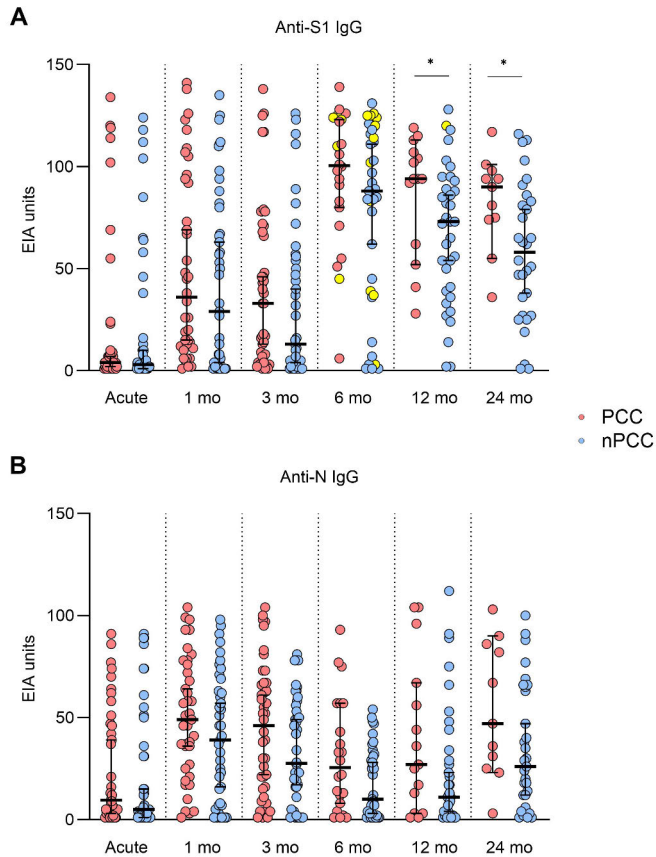 A
Anti-S1 IgG
150
*
*
100
EIA units
50
0
Acute 1 mo 3 mo 6 mo 12 mo 24 mo
PCC
nPCC
B
Anti-N IgG
150
100
EIA units
50
0
Acute 1 mo 3 mo 6 mo 12 mo 24 mo